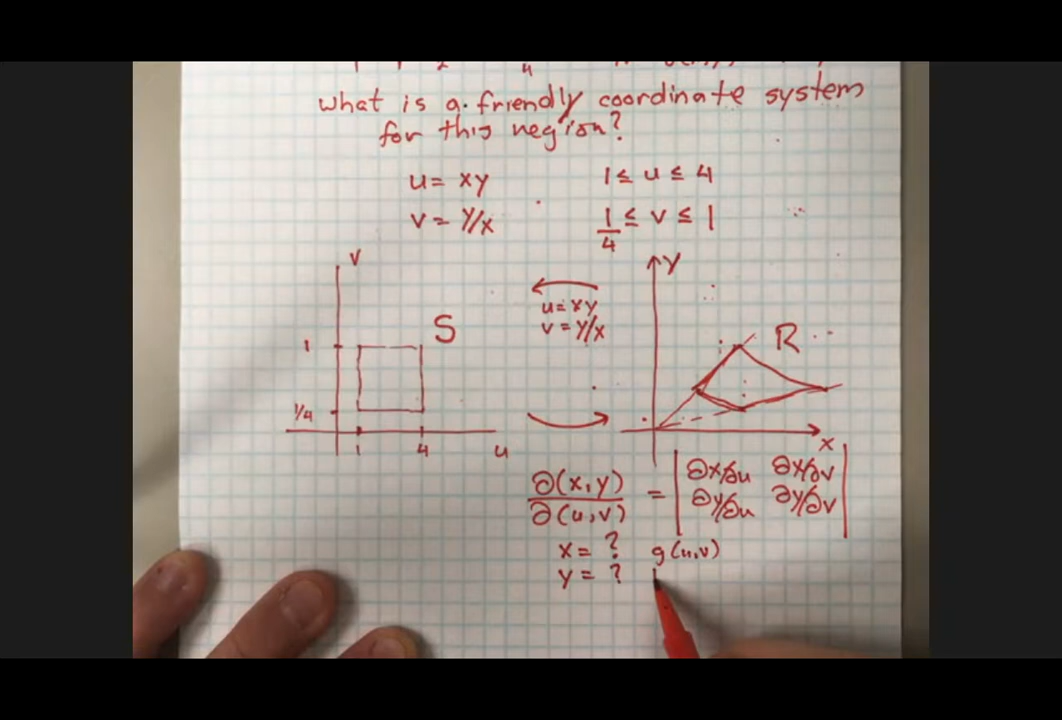 what is a friendly coordinate system
for this region?
u = xy 1 ≤ u ≤ 4
v = y/x 1/4 ≤ v ≤ 1
v y
S u = xy R
1 v = y/x
1/4
1 4 u x
∂(x,y)/∂(u,v) = | ∂x/∂u ∂x/∂v |
| ∂y/∂u ∂y/∂v |
x = ? g(u,v)
y = ?